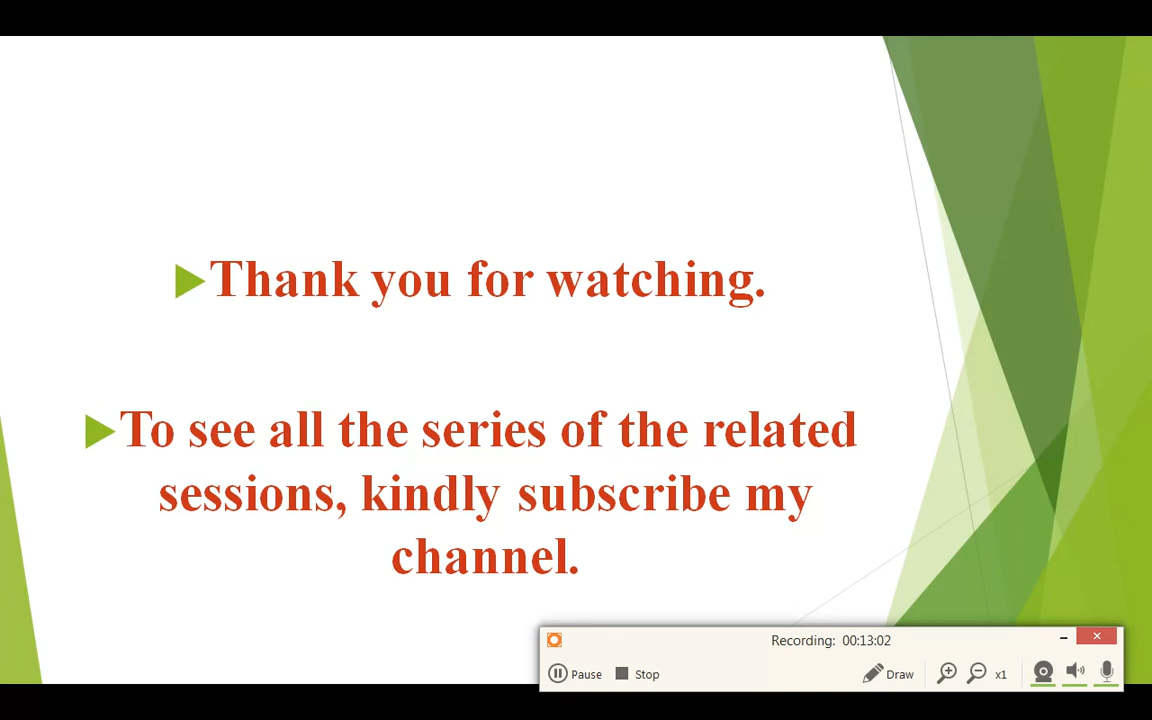 Thank you for watching.
To see all the series of the related
sessions, kindly subscribe my
channel.
Recording: 00:13:02
Pause Stop Draw x1